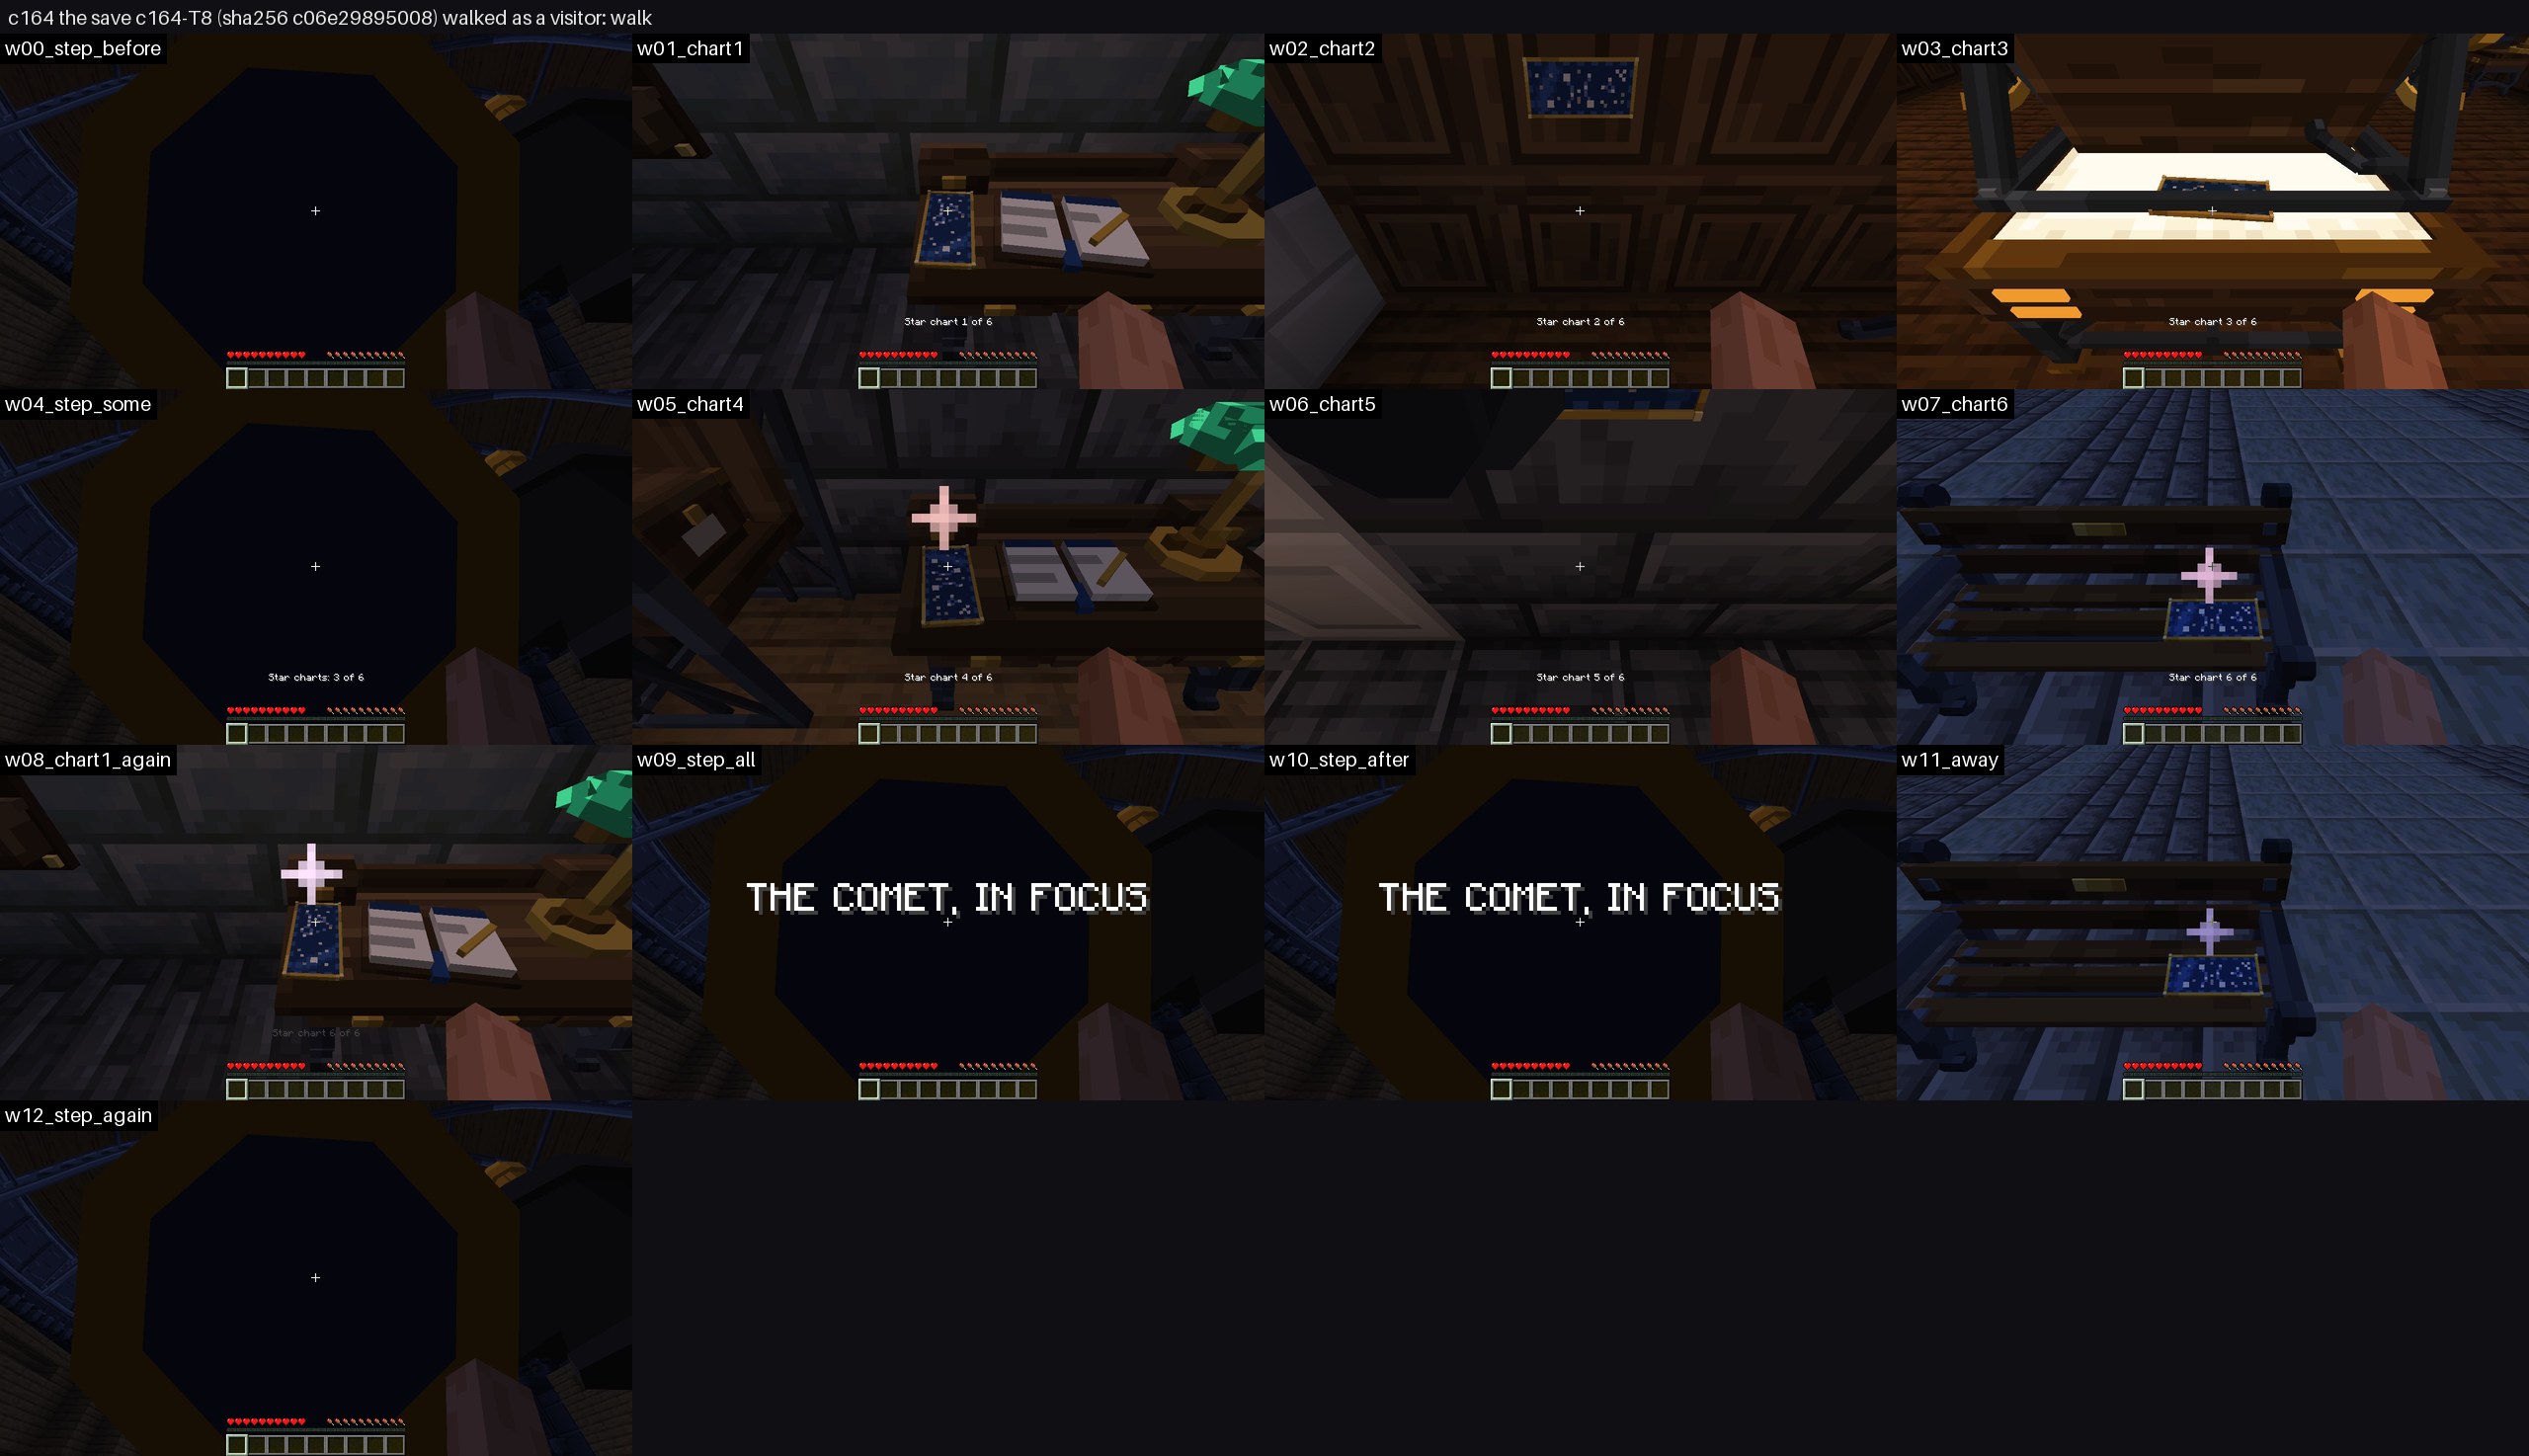 c164 the save c164-T8 (sha256 c06e29895008) walked as a visitor: walk
w00_step_before
w01_chart1
Star chart 1 of 6
w02_chart2
Star chart 2 of 6
w03_chart3
Star chart 3 of 6
w04_step_some
Star charts: 3 of 6
w05_chart4
Star chart 4 of 6
w06_chart5
Star chart 5 of 6
w07_chart6
Star chart 6 of 6
w08_chart1_again
Star chart 6 of 6
w09_step_all
THE COMET, IN FOCUS
w10_step_after
THE COMET, IN FOCUS
w11_away
w12_step_again